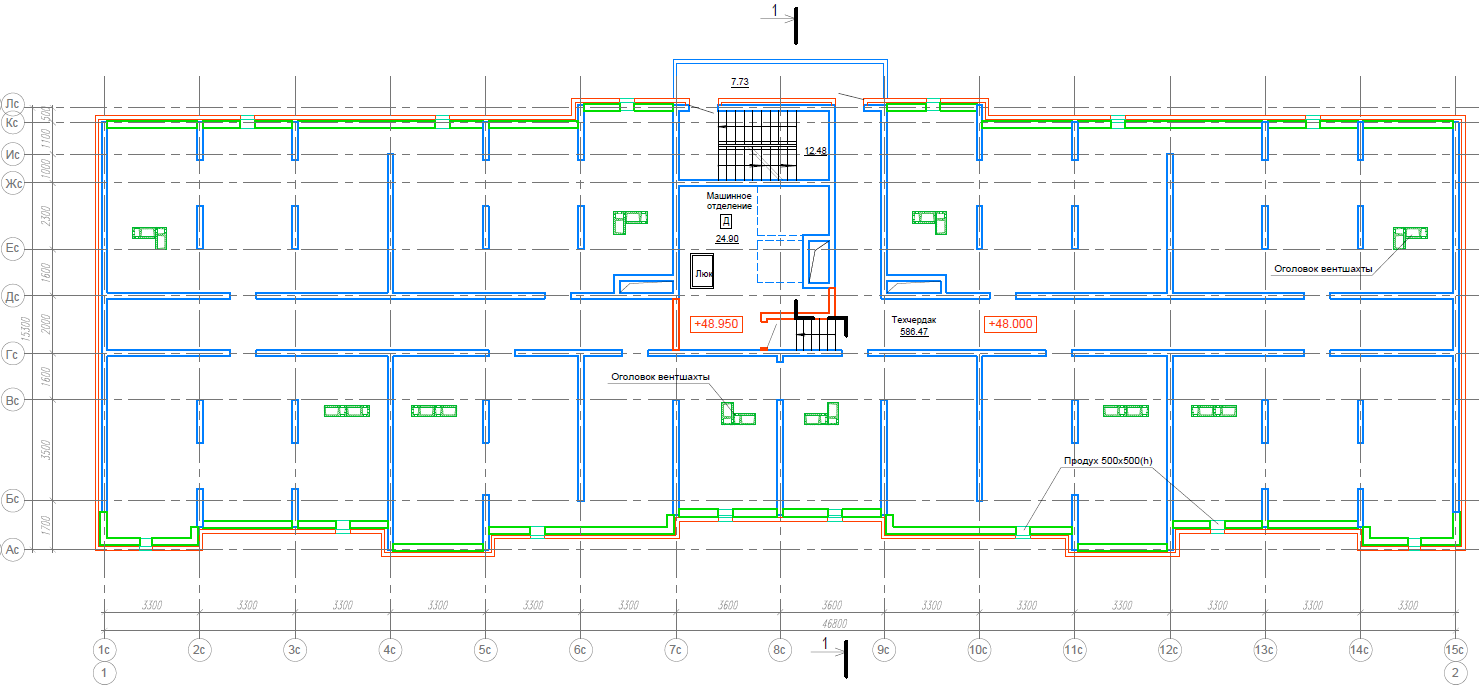 1
7.73
Лс
Кс
Ис
Жс
Ес
Дс
Гс
Вс
Бс
Ас
500
1100
1000
2300
1600
2000
1600
3500
1700
15300
12.48
Машинное
отделение
Д
24.90
Люк
+48.950
Техчердак
586.47
+48.000
Оголовок вентшахты
Оголовок вентшахты
Продух 500х500(h)
3300 3300 3300 3300 3300 3300 3600 3600 3300 3300 3300 3300 3300 3300
46800
1
1с 2с 3с 4с 5с 6с 7с 8с 9с 10с 11с 12с 13с 14с 15с
1 2